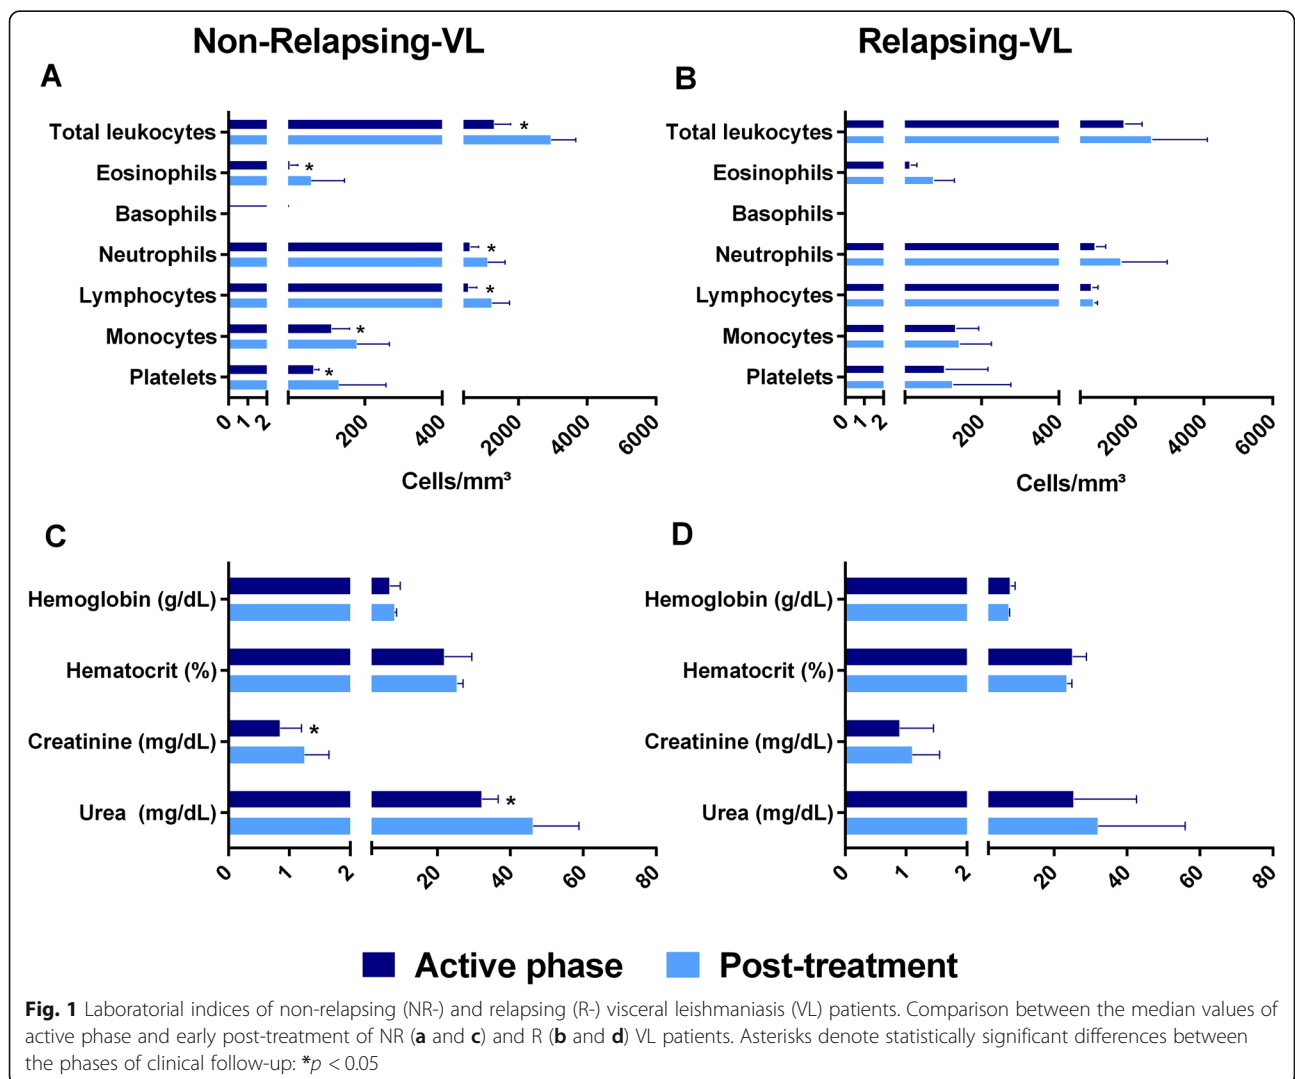 Non-Relapsing-VL
Relapsing-VL
A
B
Total leukocytes
*
Eosinophils
*
Basophils
Neutrophils
*
Lymphocytes
*
Monocytes
*
Platelets
*
0 1 2 200 400 2000 4000 6000
Cells/mm³
Total leukocytes
Eosinophils
Basophils
Neutrophils
Lymphocytes
Monocytes
Platelets
0 1 2 200 400 2000 4000 6000
Cells/mm³
C
D
Hemoglobin (g/dL)
Hematocrit (%)
Creatinine (mg/dL)
*
Urea (mg/dL)
*
0 1 2 20 40 60 80
Hemoglobin (g/dL)
Hematocrit (%)
Creatinine (mg/dL)
Urea (mg/dL)
0 1 2 20 40 60 80
Active phase
Post-treatment
Fig. 1 Laboratorial indices of non-relapsing (NR-) and relapsing (R-) visceral leishmaniasis (VL) patients. Comparison between the median values of
active phase and early post-treatment of NR (a and c) and R (b and d) VL patients. Asterisks denote statistically significant differences between
the phases of clinical follow-up: *p < 0.05